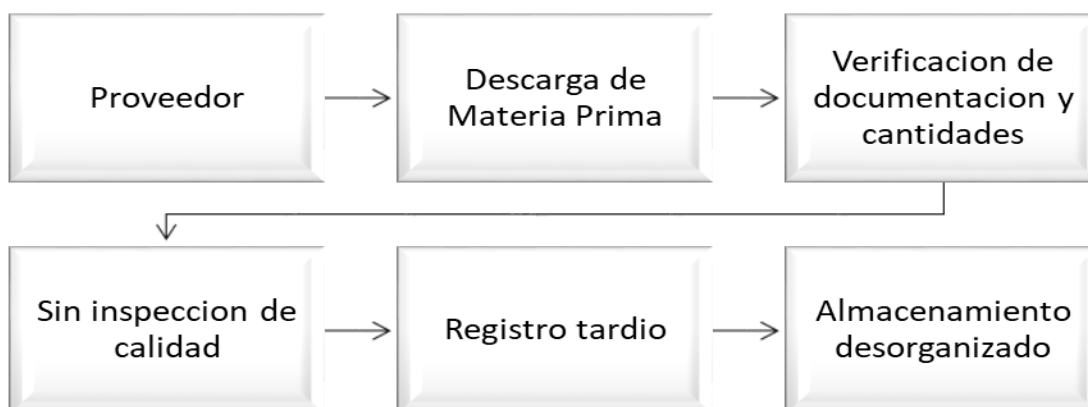 Proveedor
Descarga de
Materia Prima
Verificacion de
documentacion y
cantidades
Sin inspeccion de
calidad
Registro tardio
Almacenamiento
desorganizado